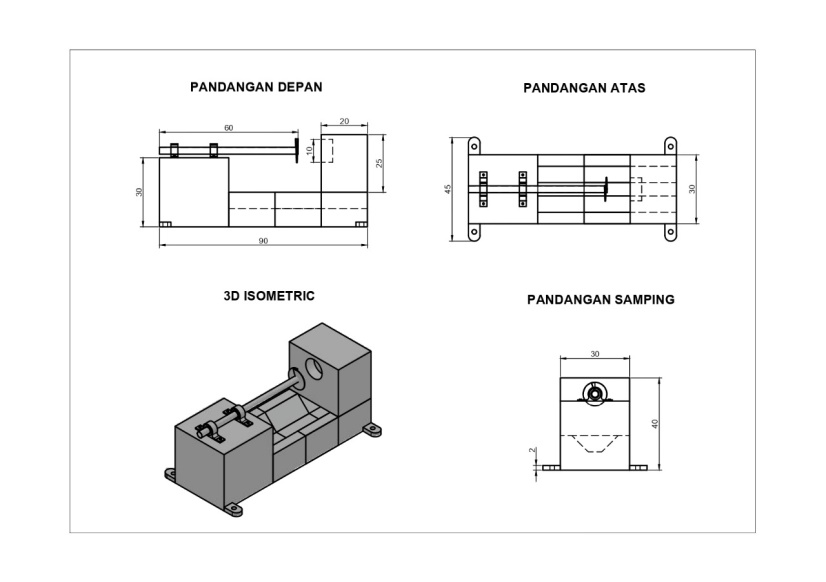 PANDANGAN DEPAN
60
20
10
25
30
90
PANDANGAN ATAS
45
30
3D ISOMETRIC
PANDANGAN SAMPING
30
40
2